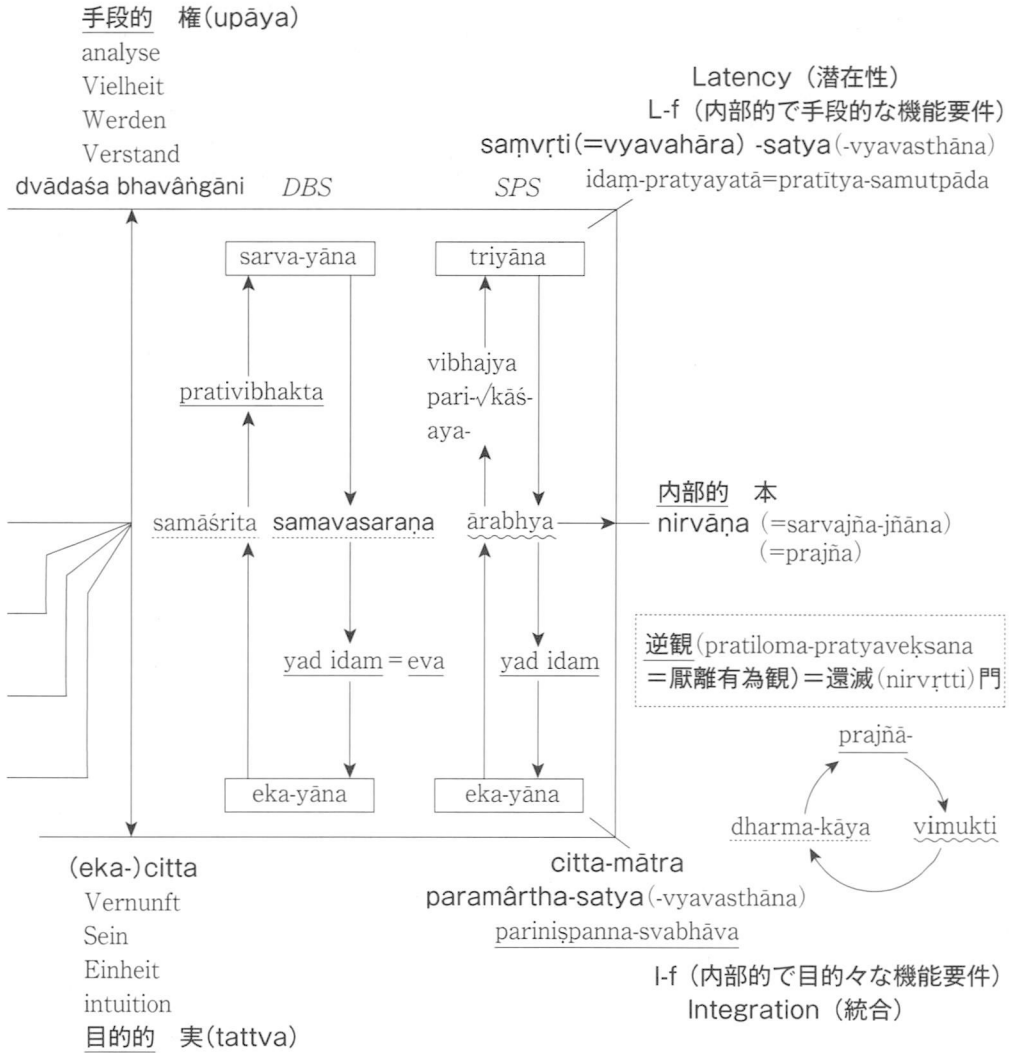 手段的　権(upāya)
analyse
Vielheit
Werden
Verstand
dvādaśa bhavâṅgāni
DBS
SPS
Latency（潜在性）
L-f（内部的で手段的な機能要件）
saṃvṛti(=vyavahāra) -satya(-vyavasthāna)
idaṃ-pratyayatā=pratītya-samutpāda
sarva-yāna
triyāna
prativibhakta
vibhajya
pari-√kāś-
aya-
samāśrita
samavasaraṇa
ārabhya
内部的　本
nirvāṇa (=sarvajña-jñāna)
(=prajña)
yad idam = eva
yad idam
逆観(pratiloma-pratyavekṣana
＝厭離有為観)＝還滅(nirvṛtti)門
eka-yāna
eka-yāna
prajñā-
dharma-kāya
vimukti
(eka-)citta
Vernunft
Sein
Einheit
intuition
目的的　実(tattva)
citta-mātra
paramârtha-satya(-vyavasthāna)
pariniṣpanna-svabhāva
I-f（内部的で目的々な機能要件）
Integration（統合）